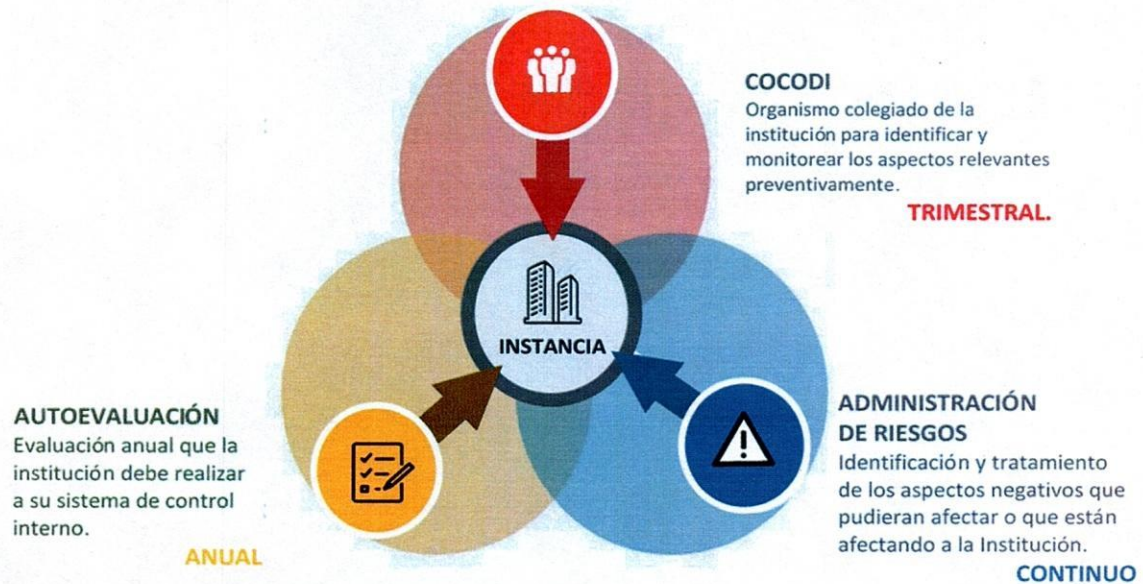 COCODI
Organismo colegiado de la
institución para identificar y
monitorear los aspectos relevantes
preventivamente.
TRIMESTRAL.
INSTANCIA
AUTOEVALUACIÓN
Evaluación anual que la
institución debe realizar
a su sistema de control
interno.
ANUAL
ADMINISTRACIÓN
DE RIESGOS
Identificación y tratamiento
de los aspectos negativos que
pudieran afectar o que están
afectando a la Institución.
CONTINUO